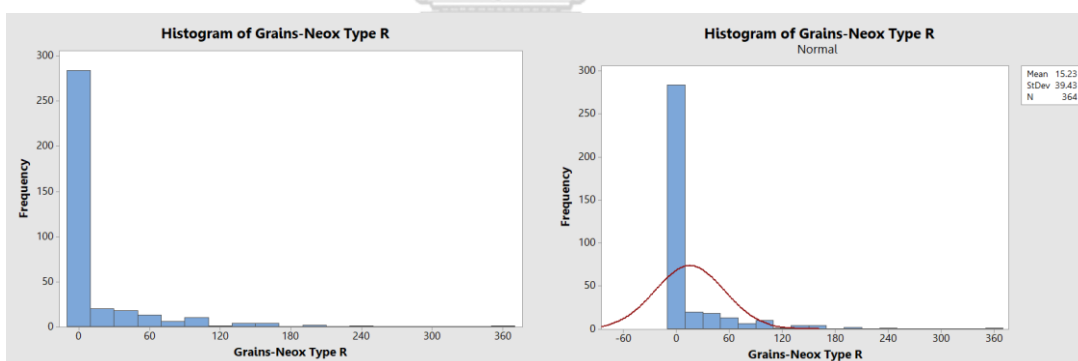 Histogram of Grains-Neox Type R
300
250
200
150
100
50
0
Frequency
0
60
120
180
240
300
360
Grains-Neox Type R
Histogram of Grains-Neox Type R
Normal
300
250
200
150
100
50
0
Frequency
-60
0
60
120
180
240
300
360
Grains-Neox Type R
Mean 15.23
StDev 39.43
N 364